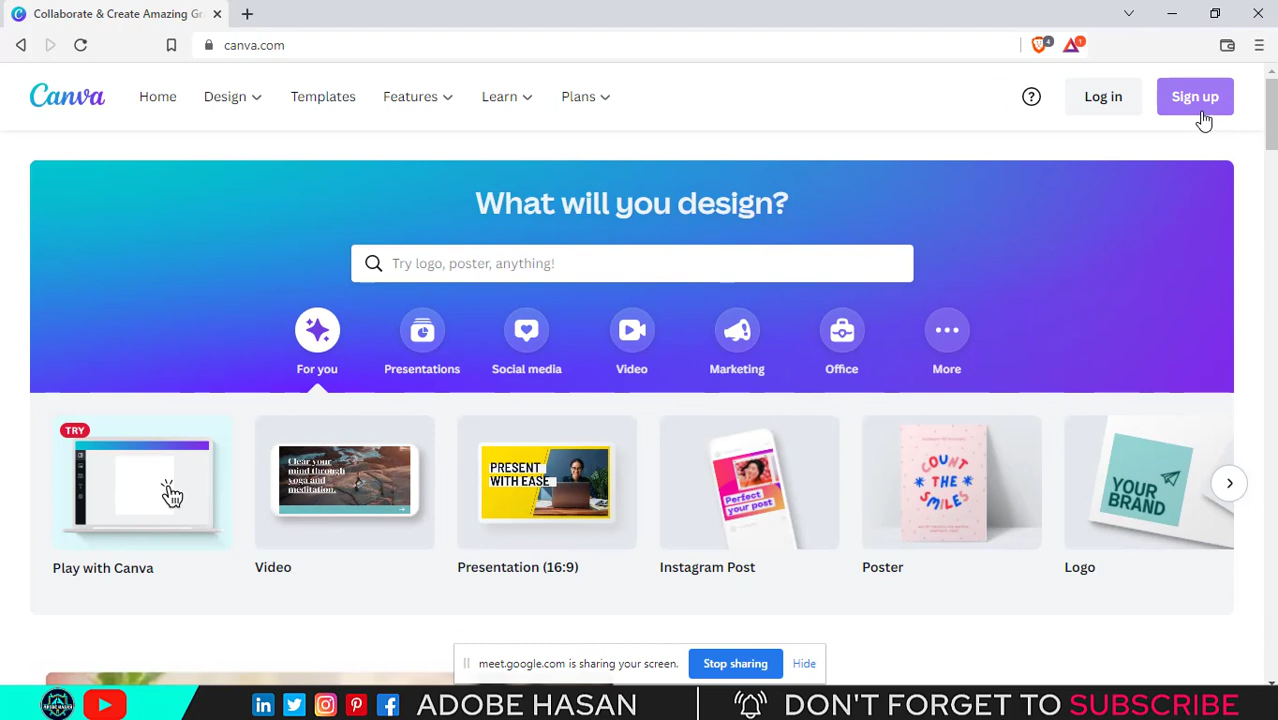 Collaborate & Create Amazing Gr
canva.com
4
1
Canva
Home
Design
Templates
Features
Learn
Plans
?
Log in
Sign up
What will you design?
Try logo, poster, anything!
For you
Presentations
Social media
Video
Marketing
Office
More
TRY
Clear your
mind through
yoga and
meditation.
PRESENT
WITH EASE
Perfect
your post
COUNT
THE
SMILES
YOUR
BRAND
Play with Canva
Video
Presentation (16:9)
Instagram Post
Poster
Logo
meet.google.com is sharing your screen.
Stop sharing
Hide
ADOBE HASAN
DON'T FORGET TO SUBSCRIBE